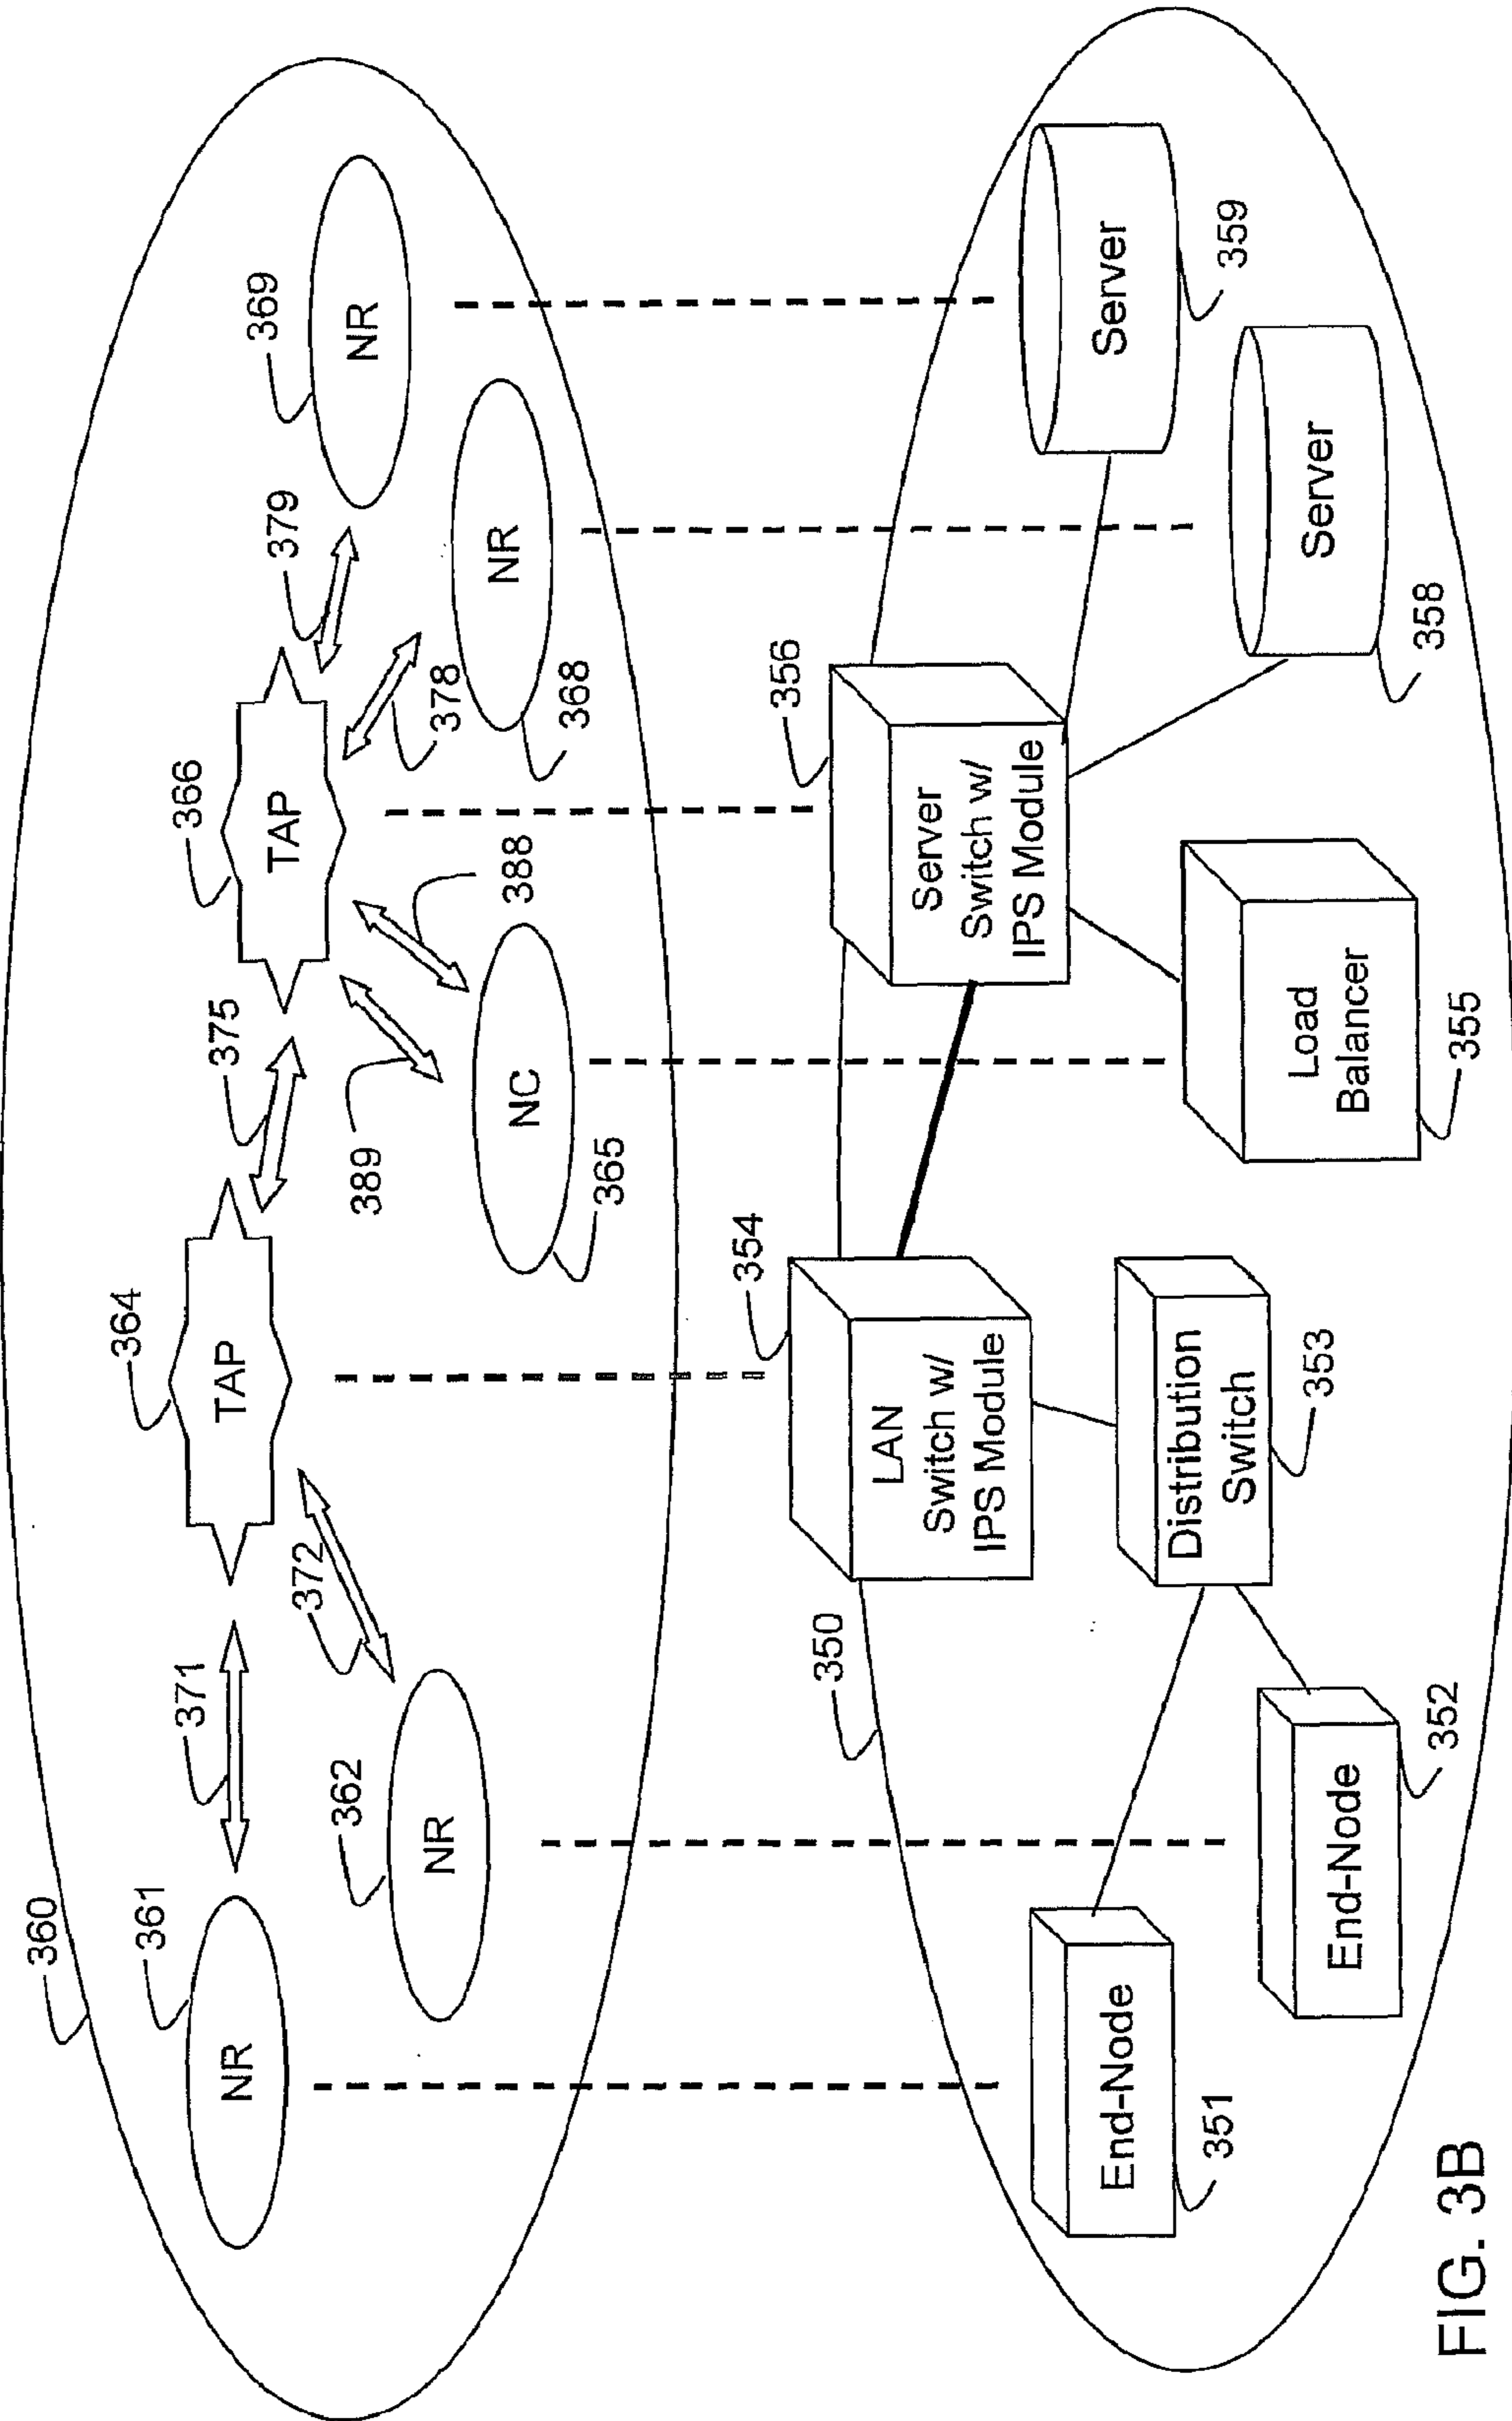 360
361
NR
371
362
NR
372
364
TAP
375
366
TAP
379
369
NR
378
NR
368
388
389
NC
365
350
354
LAN
Switch w/
IPS Module
356
Server
Switch w/
IPS Module
Server
359
Server
358
Load
Balancer
355
Distribution
Switch
353
End-Node
351
End-Node
352
FIG. 3B